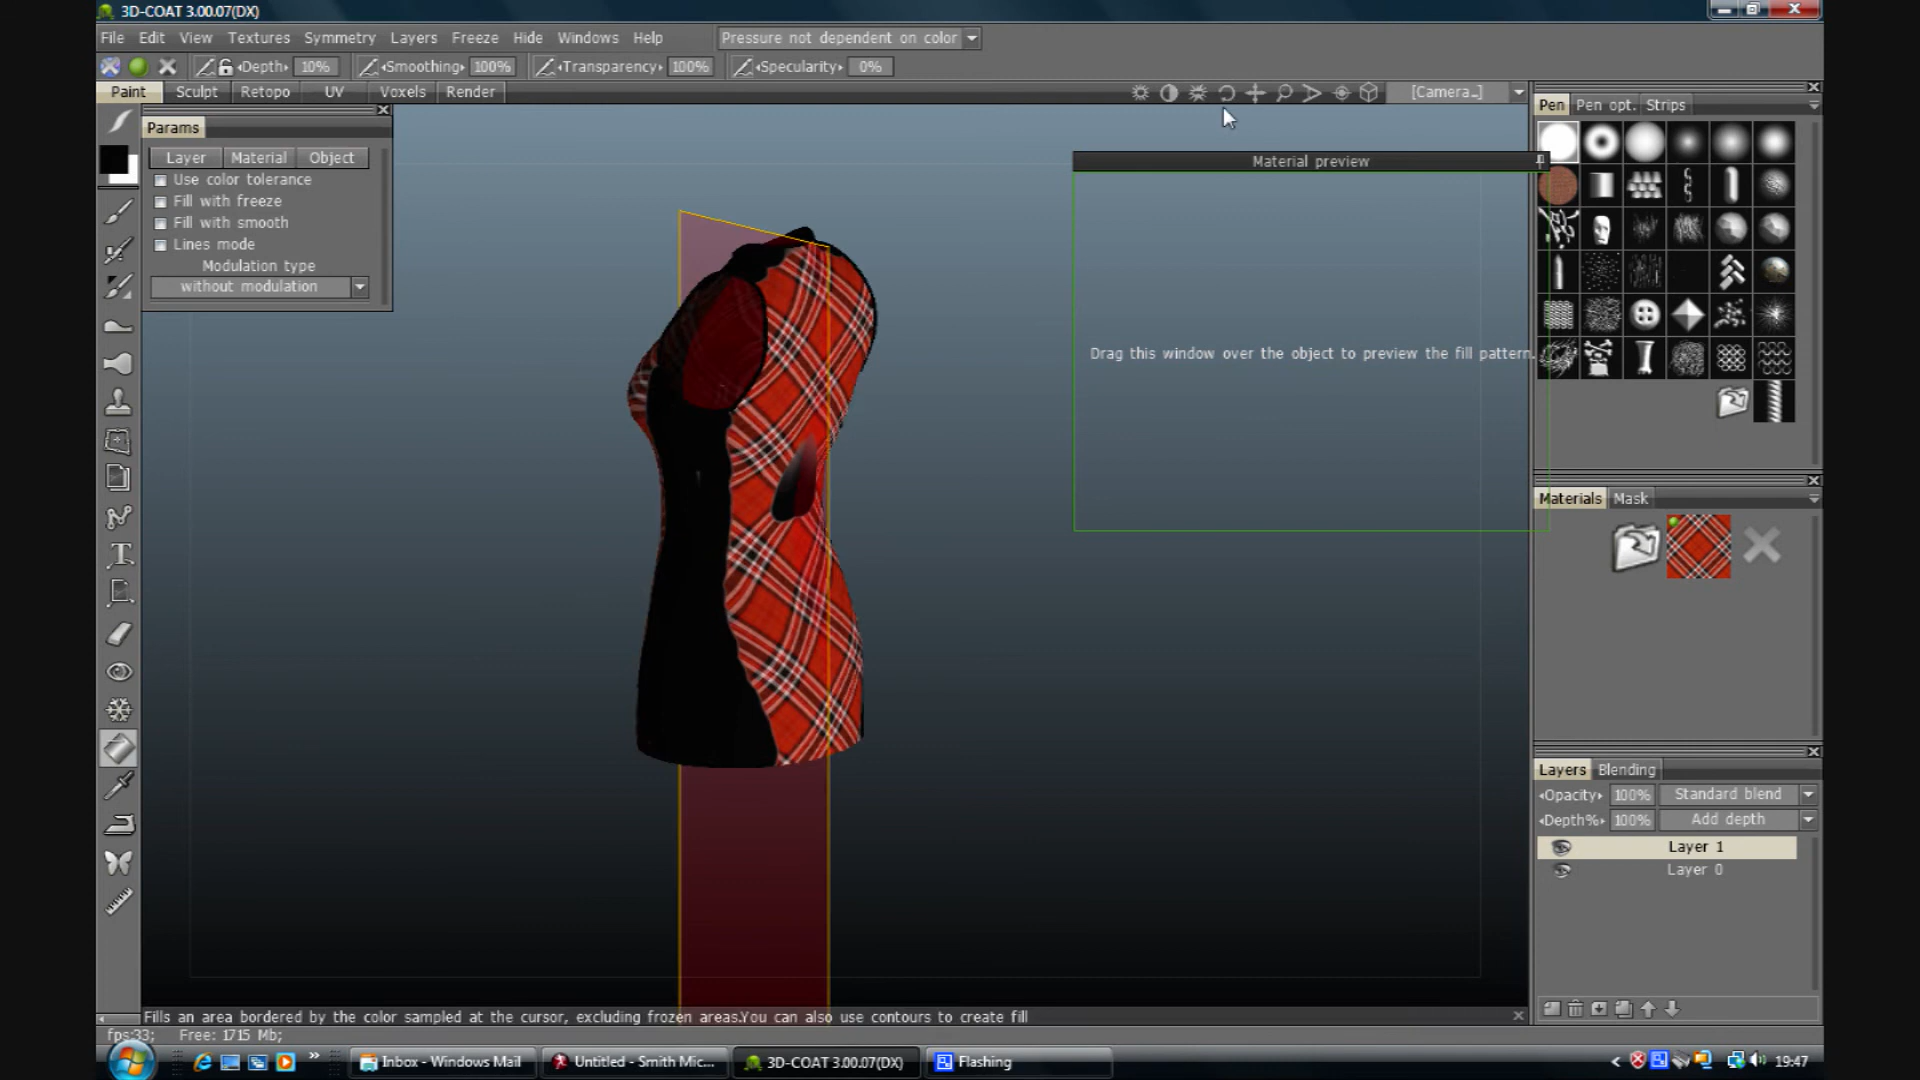 3D-COAT 3.00.07(DX)
File Edit View Textures Symmetry Layers Freeze Hide Windows Help Pressure not dependent on color
Depth 10% Smoothing 100% Transparency 100% Specularity 0%
Paint Sculpt Retopo UV Voxels Render [Camera..]
Params
Layer Material Object
Use color tolerance
Fill with freeze
Fill with smooth
Lines mode
Modulation type
without modulation
Material preview
Drag this window over the object to preview the fill pattern.
Pen Pen opt. Strips
Materials Mask
Layers Blending
Opacity 100% Standard blend
Depth% 100% Add depth
Layer 1
Layer 0
Fills an area bordered by the color sampled at the cursor, excluding frozen areas.You can also use contours to create fill
fps:33; Free: 1715 Mb;
Inbox - Windows Mail Untitled - Smith Mic... 3D-COAT 3.00.07(DX) Flashing 19:47